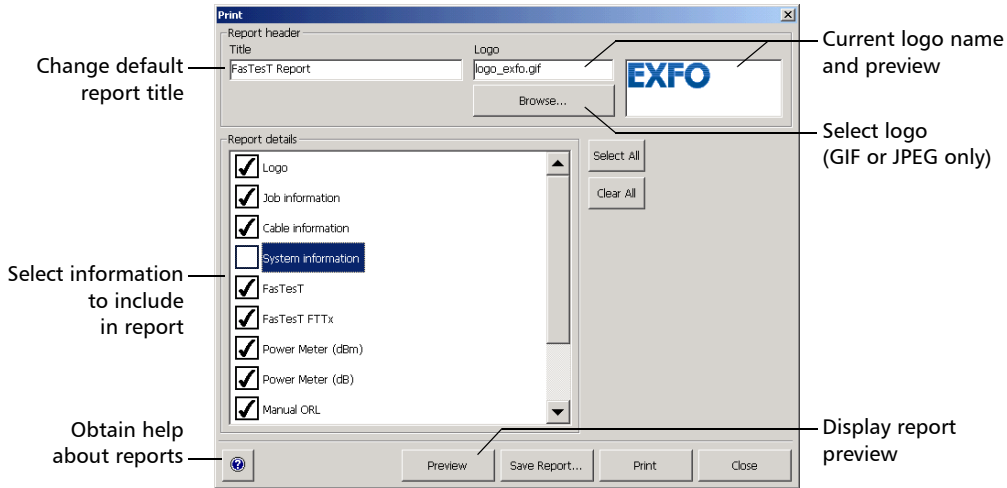 Print
Report header
Title
Logo
FasTesT Report
logo_exfo.gif
EXFO
Browse...
Change default
report title
Current logo name
and preview
Select logo
(GIF or JPEG only)
Report details
Logo
Job information
Cable information
System information
FasTesT
FasTesT FTTx
Power Meter (dBm)
Power Meter (dB)
Manual ORL
Select All
Clear All
Select information
to include
in report
Obtain help
about reports
Display report
preview
Preview
Save Report...
Print
Close